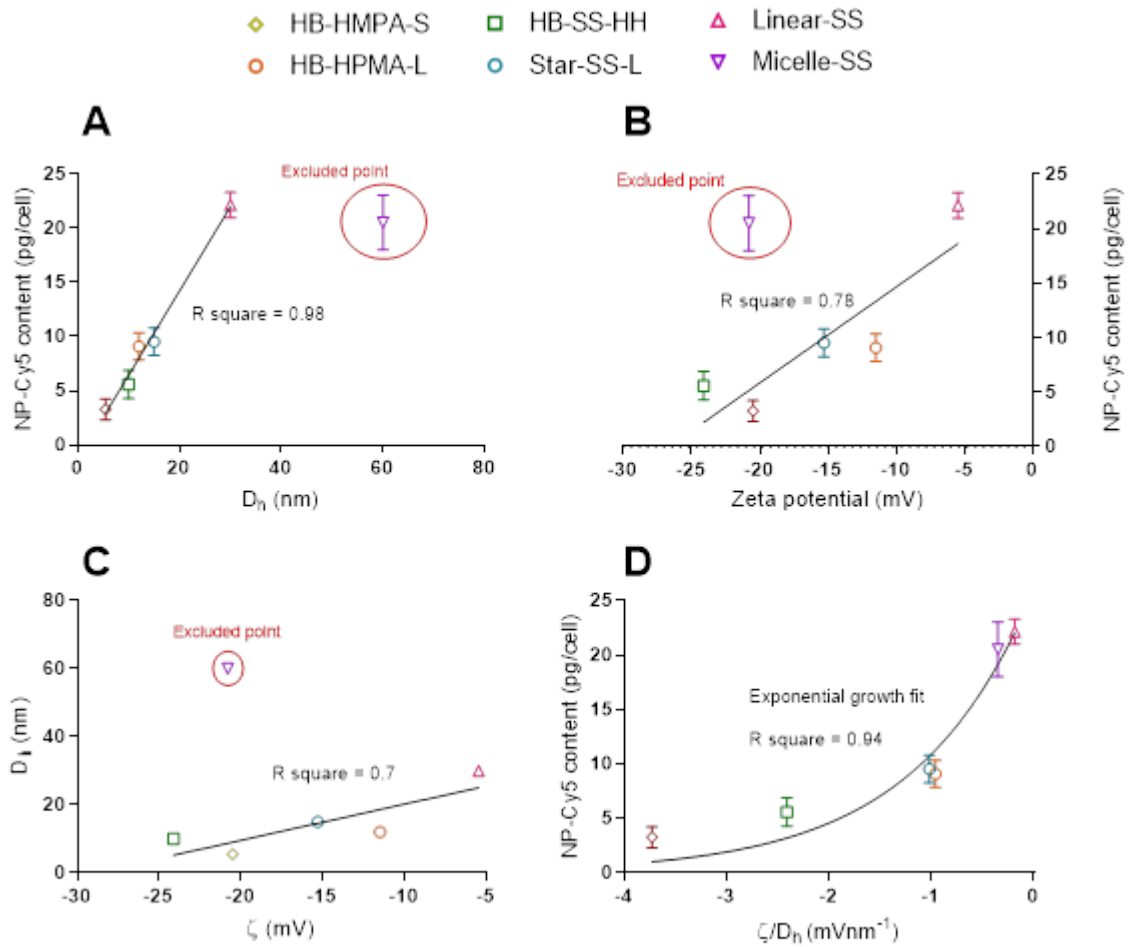 HB-HMPA-S HB-SS-HH Linear-SS
HB-HPMA-L Star-SS-L Micelle-SS
A
NP-Cy5 content (pg/cell)
25
20
15
10
5
0
Excluded point
R square = 0.98
0 20 40 60 80
Dₕ (nm)
B
Excluded point
R square = 0.78
25
20
15
10
5
0
NP-Cy5 content (pg/cell)
-30 -25 -20 -15 -10 -5 0
Zeta potential (mV)
C
Dₕ (nm)
80
60
40
20
0
Excluded point
R square = 0.7
-30 -25 -20 -15 -10 -5
ζ (mV)
D
NP-Cy5 content (pg/cell)
25
20
15
10
5
0
Exponential growth fit
R square = 0.94
-4 -3 -2 -1 0
ζ/Dₕ (mVnm⁻¹)